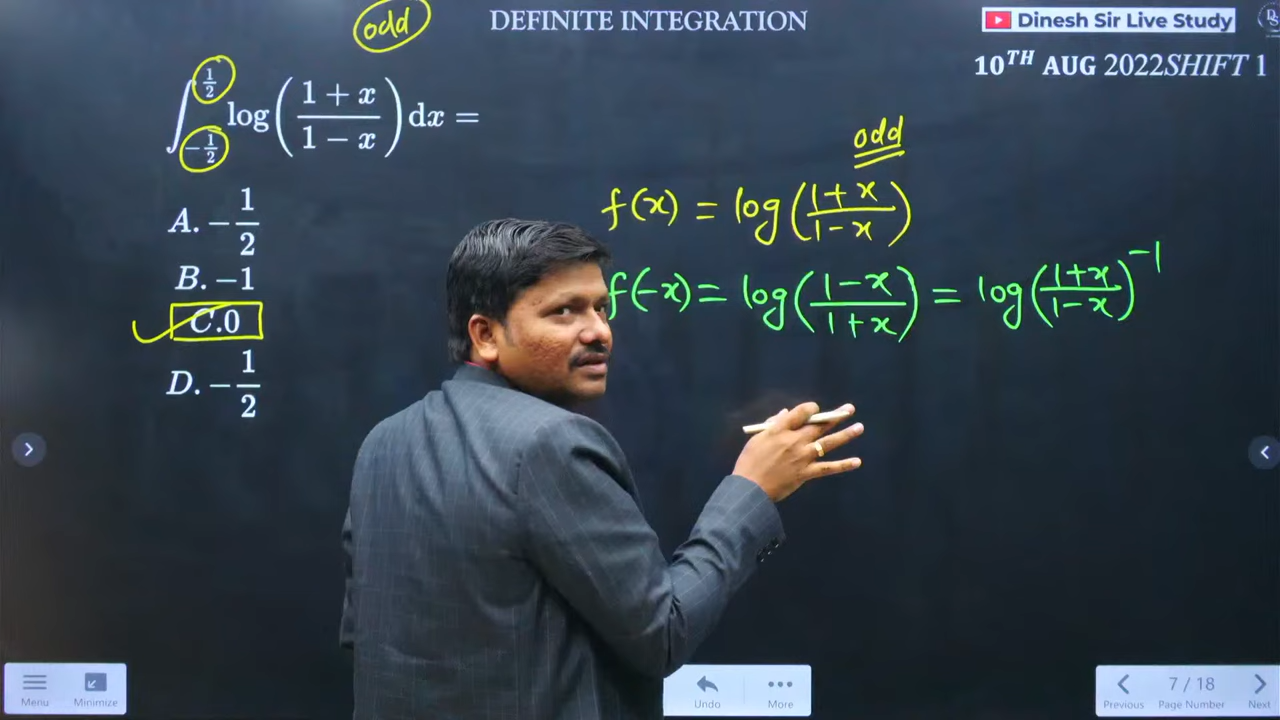 odd
DEFINITE INTEGRATION
Dinesh Sir Live Study
10TH AUG 2022SHIFT 1
∫_{-1/2}^{1/2} log((1+x)/(1−x)) dx =
A. −1/2
B. −1
C.0
D. −1/2
odd
f(x) = log((1+x)/(1−x))
f(−x) = log((1−x)/(1+x)) = log((1+x)/(1−x))^{−1}
Menu
Minimize
Undo
More
Previous
7 / 18
Page Number
Next